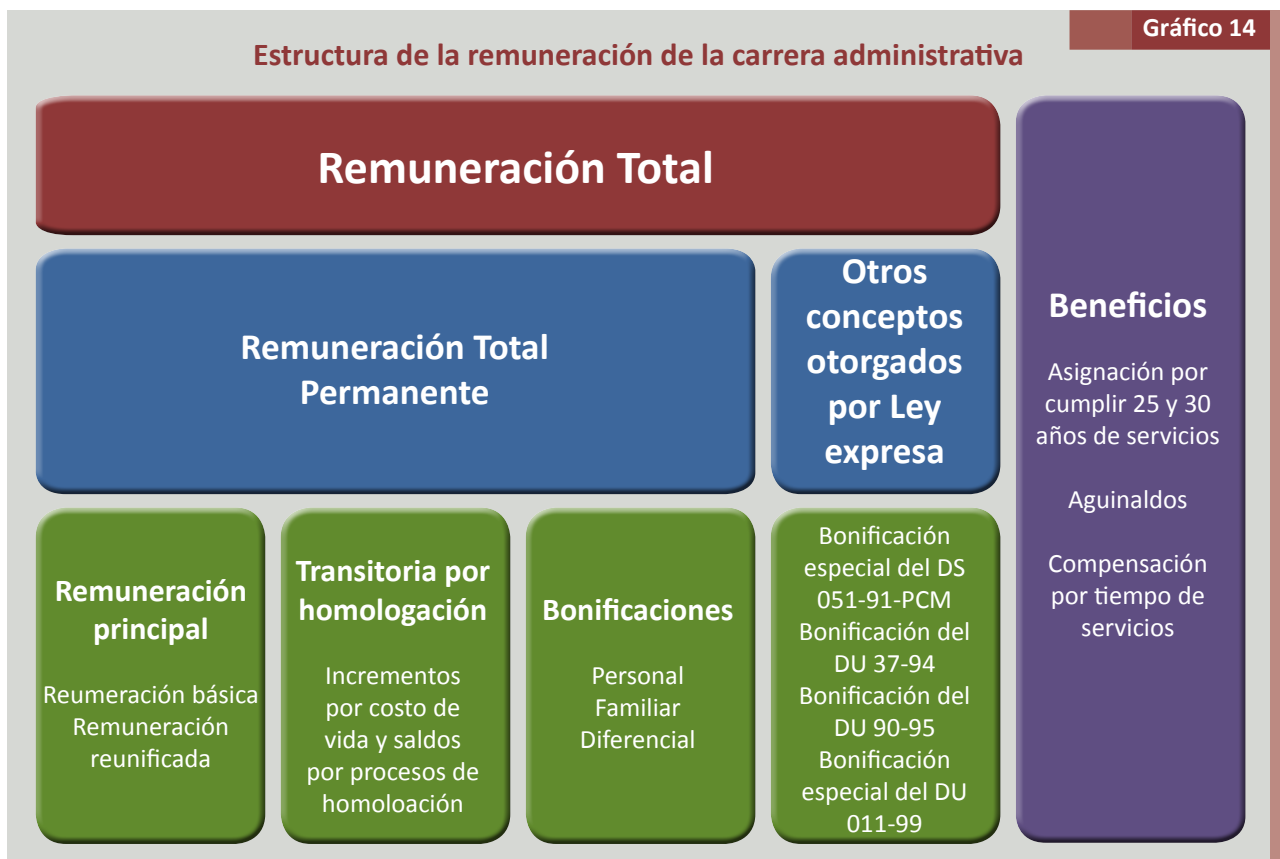 Gráfico 14
Estructura de la remuneración de la carrera administrativa
Remuneración Total
Remuneración Total
Permanente
Otros
conceptos
otorgados
por Ley
expresa
Remuneración
principal
Reumeración básica
Remuneración
reunificada
Transitoria por
homologación
Incrementos
por costo de
vida y saldos
por procesos de
homoloación
Bonificaciones
Personal
Familiar
Diferencial
Bonificación
especial del DS
051-91-PCM
Bonificación del
DU 37-94
Bonificación del
DU 90-95
Bonificación
especial del DU
011-99
Beneficios
Asignación por
cumplir 25 y 30
años de servicios
Aguinaldos
Compensación
por tiempo de
servicios